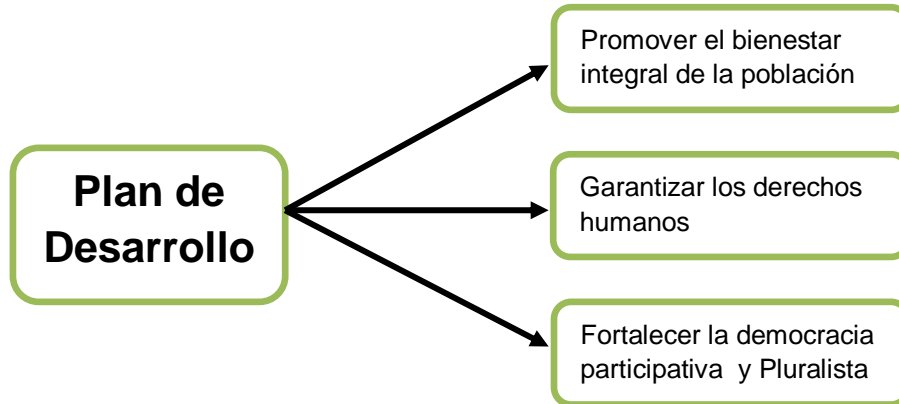 Promover el bienestar
integral de la población
Plan de
Desarrollo
Garantizar los derechos
humanos
Fortalecer la democracia
participativa y Pluralista